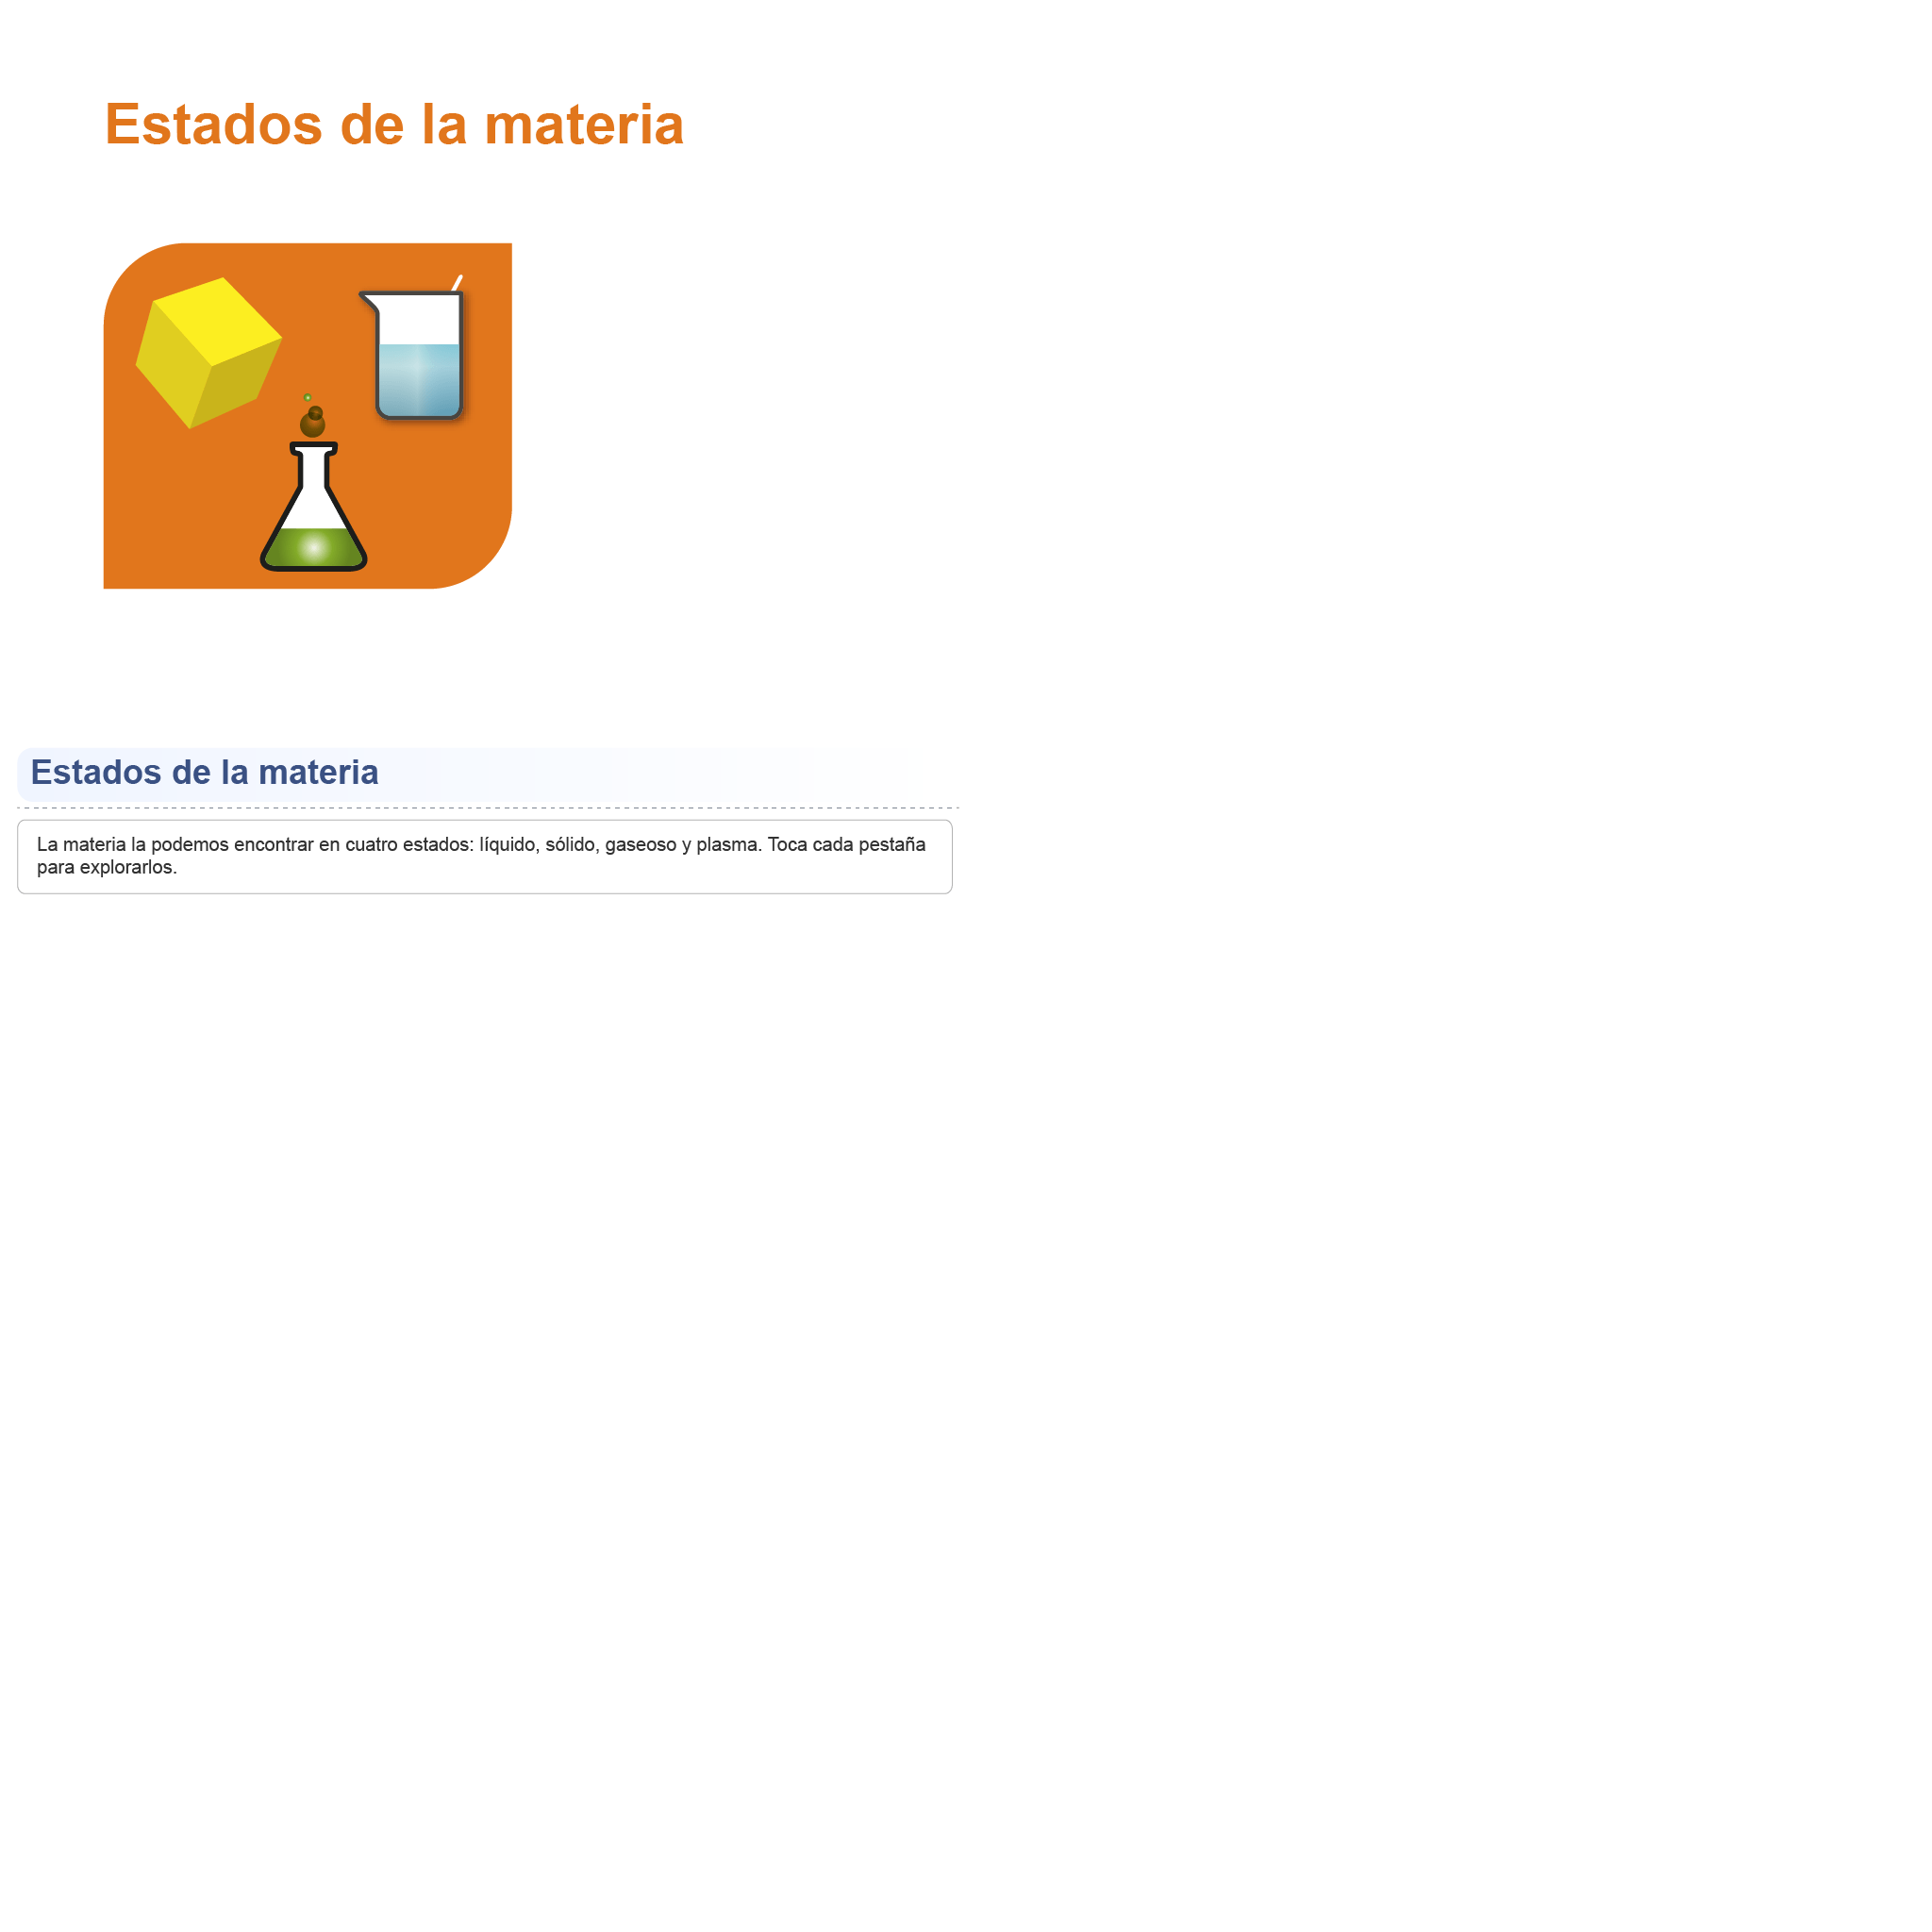 Estados de la materia
Estados de la materia
La materia la podemos encontrar en cuatro estados: líquido, sólido, gaseoso y plasma. Toca cada pestaña
para explorarlos.